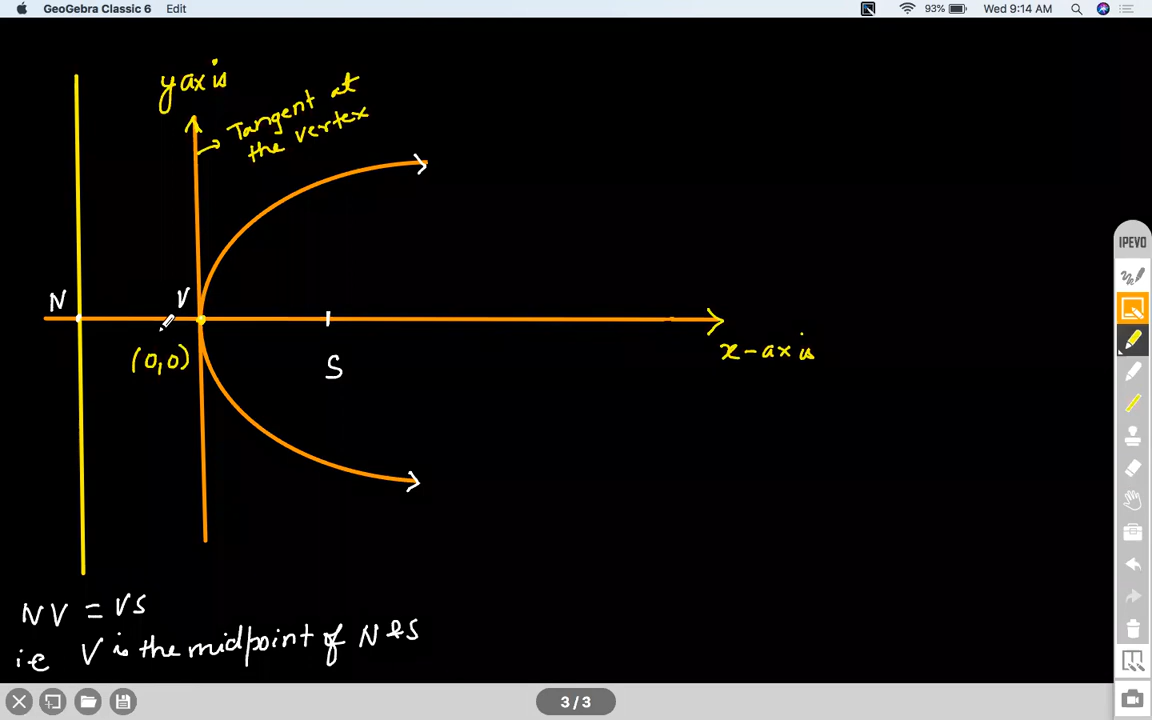 GeoGebra Classic 6 Edit 93% Wed 9:14 AM
y axis
Tangent at
the vertex
IPEVO
N
V
(0,0)
S
x-axis
NV = VS
i.e V is the midpoint of N & S
3/3